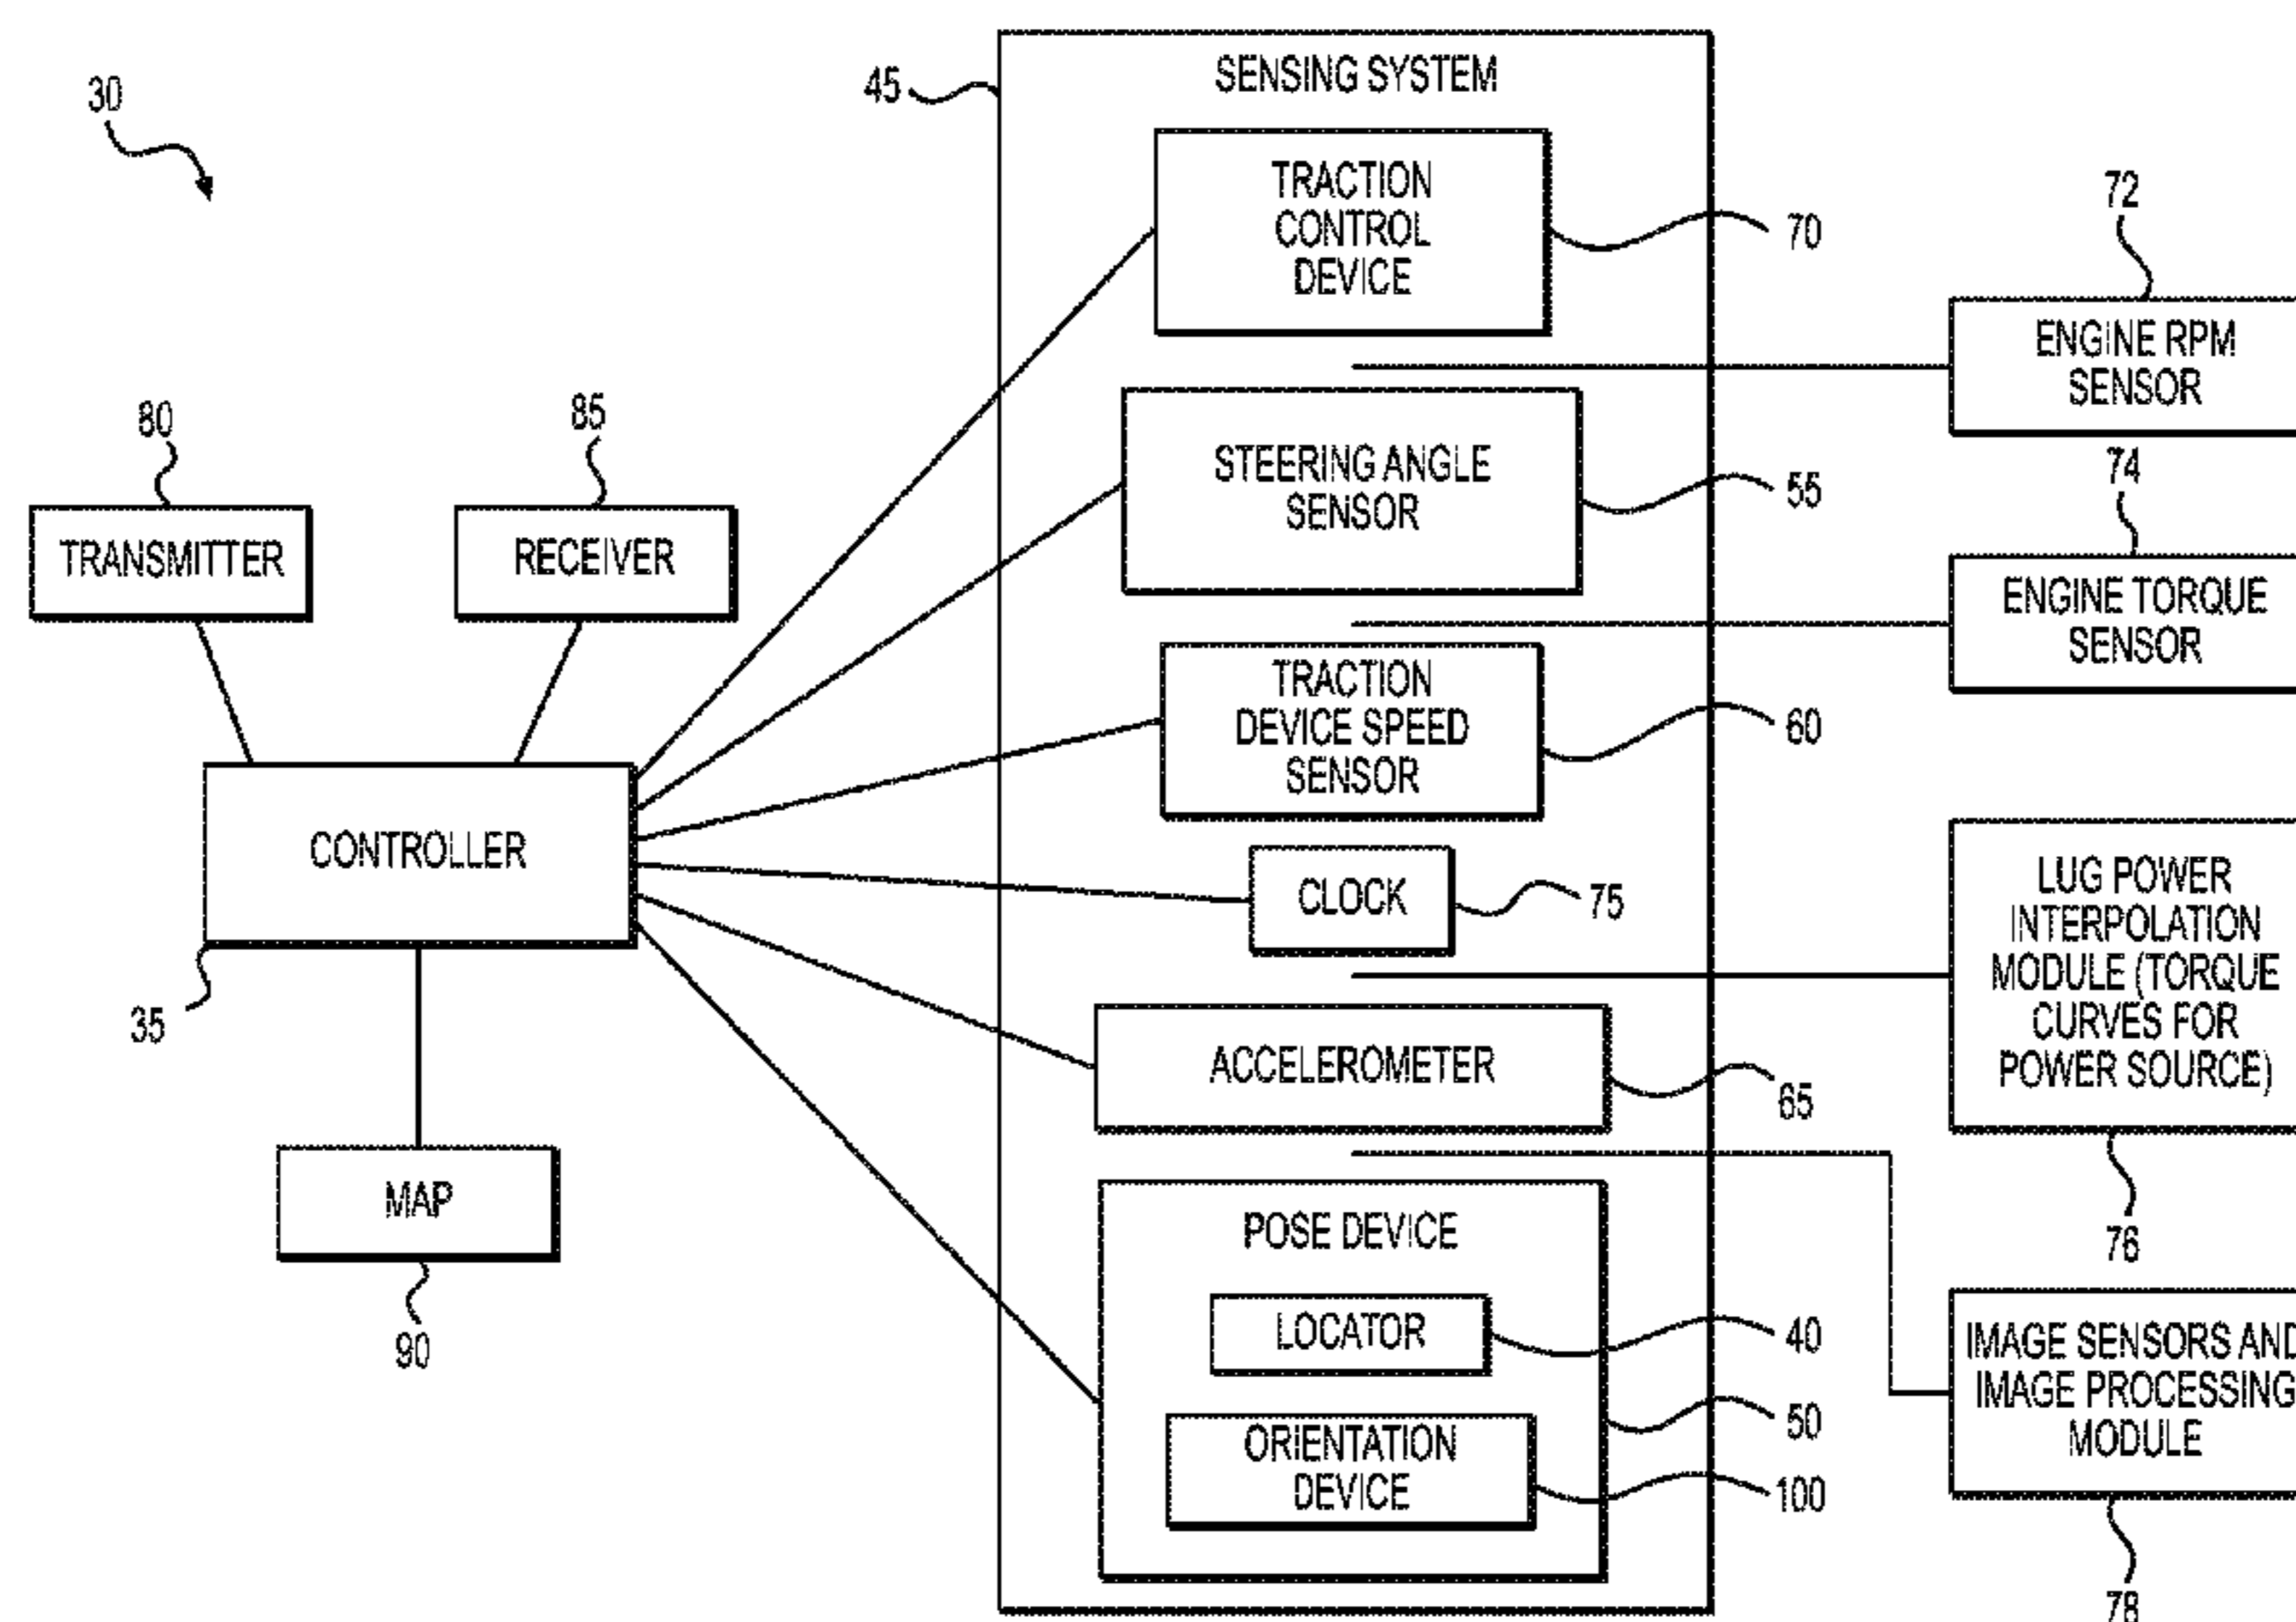 30
45
SENSING SYSTEM
TRACTION
CONTROL
DEVICE
70
72
ENGINE RPM
SENSOR
80
85
STEERING ANGLE
SENSOR
55
74
TRANSMITTER
RECEIVER
ENGINE TORQUE
SENSOR
TRACTION
DEVICE SPEED
SENSOR
60
CONTROLLER
35
CLOCK
75
LUG POWER
INTERPOLATION
MODULE (TORQUE
CURVES FOR
POWER SOURCE)
76
ACCELEROMETER
65
MAP
90
POSE DEVICE
LOCATOR
40
50
ORIENTATION
DEVICE
100
IMAGE SENSORS AND
IMAGE PROCESSING
MODULE
78